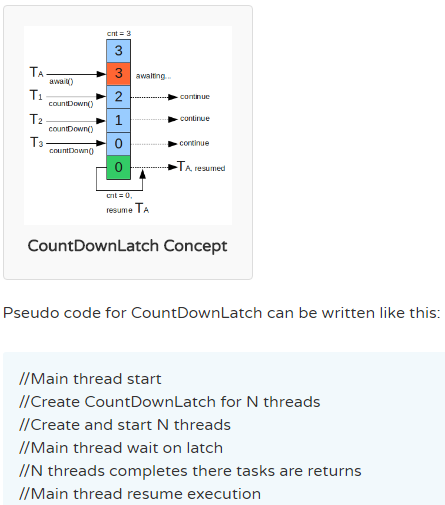 cnt = 3
3
TA
await()
3
awaiting...
T1
countDown()
2
continue
T2
countDown()
1
continue
T3
countDown()
0
continue
0
TA, resumed
cnt = 0,
resume TA
CountDownLatch Concept
Pseudo code for CountDownLatch can be written like this:
//Main thread start
//Create CountDownLatch for N threads
//Create and start N threads
//Main thread wait on latch
//N threads completes there tasks are returns
//Main thread resume execution